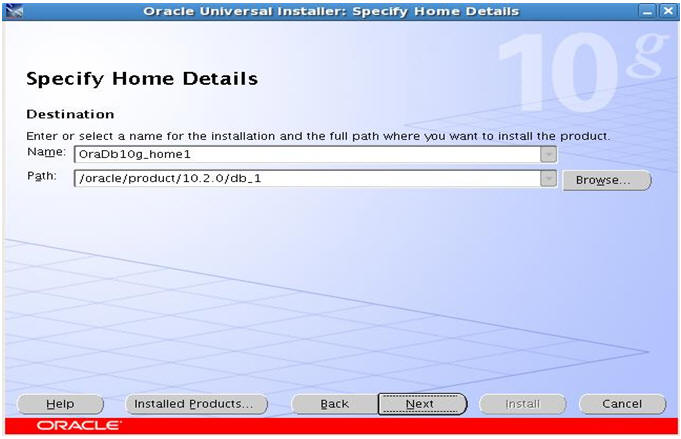 Oracle Universal Installer: Specify Home Details
10g
Specify Home Details
Destination
Enter or select a name for the installation and the full path where you want to install the product.
Name: OraDb10g_home1
Path: /oracle/product/10.2.0/db_1 Browse...
Help Installed Products... Back Next Install Cancel
ORACLE